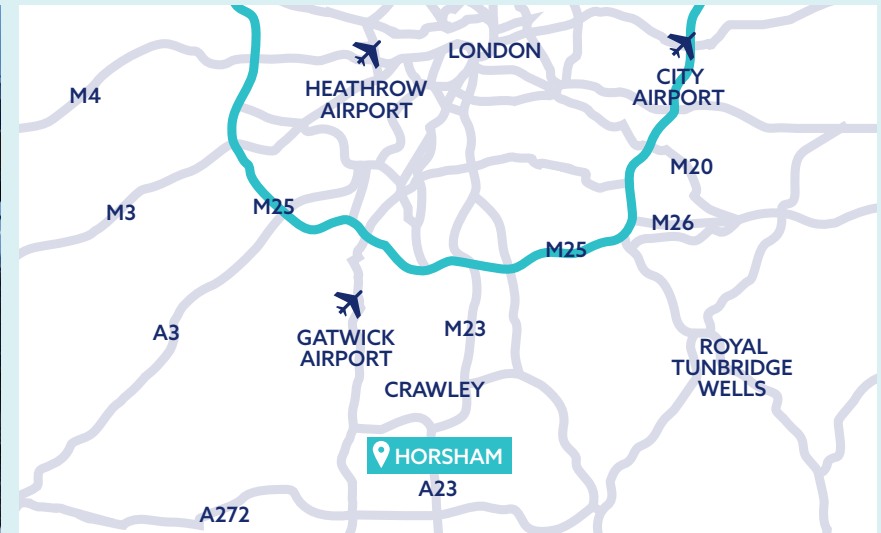 LONDON
CITY
AIRPORT
HEATHROW
AIRPORT
M4
M20
M25
M3
M26
M25
A3
GATWICK
AIRPORT
M23
ROYAL
TUNBRIDGE
WELLS
CRAWLEY
HORSHAM
A23
A272